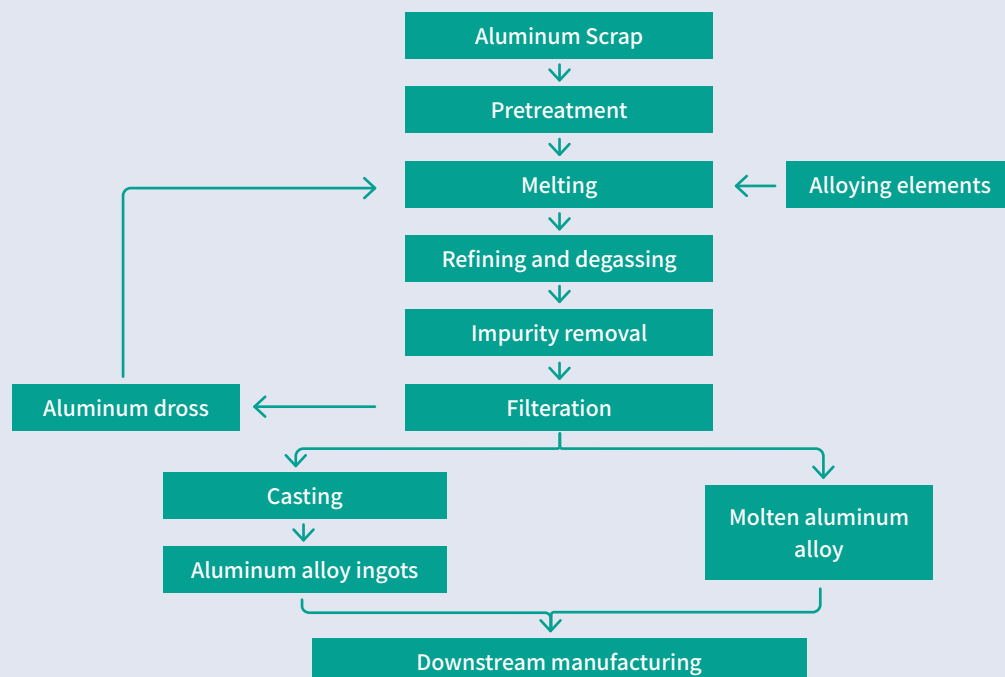 Aluminum Scrap
Pretreatment
Melting
Alloying elements
Refining and degassing
Impurity removal
Aluminum dross
Filteration
Casting
Molten aluminum
alloy
Aluminum alloy ingots
Downstream manufacturing